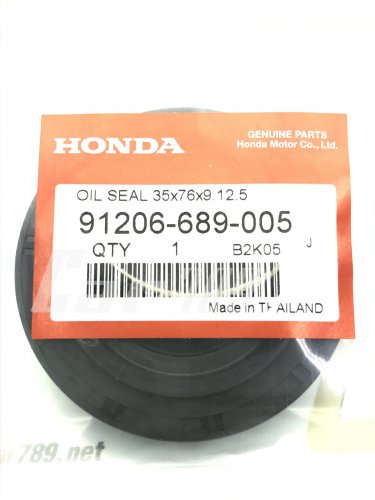 GENUINE PARTS
HONDA Honda Motor Co., Ltd.
OIL SEAL 35x76x9.12.5
91206-689-005
QTY 1 B2K05 J
Made in THAILAND
789.net